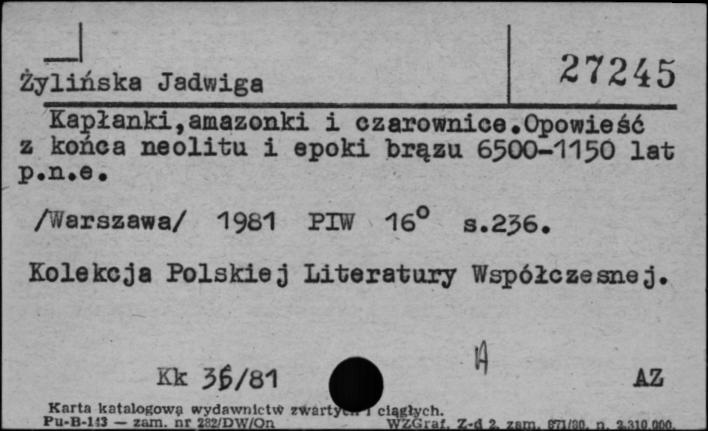 27245
Żylińska Jadwiga
Kapłanki,amazonki i czarownice.Opowieść
z końca neolitu i epoki brązu 6500-1150 lat
p.n.e.
/Warszawa/ 1981 PIW 16° s.236.
Kolekcja Polskiej Literatury Współczesnej.
A
Kk 36/81 AZ
Karta katalogowa wydawnictw zwartych i ciągłych.
Pu-B-143 — zam. nr 282/DW/On WZGraf. Z-d 2. zam. 871/80. n. 2.310.000.